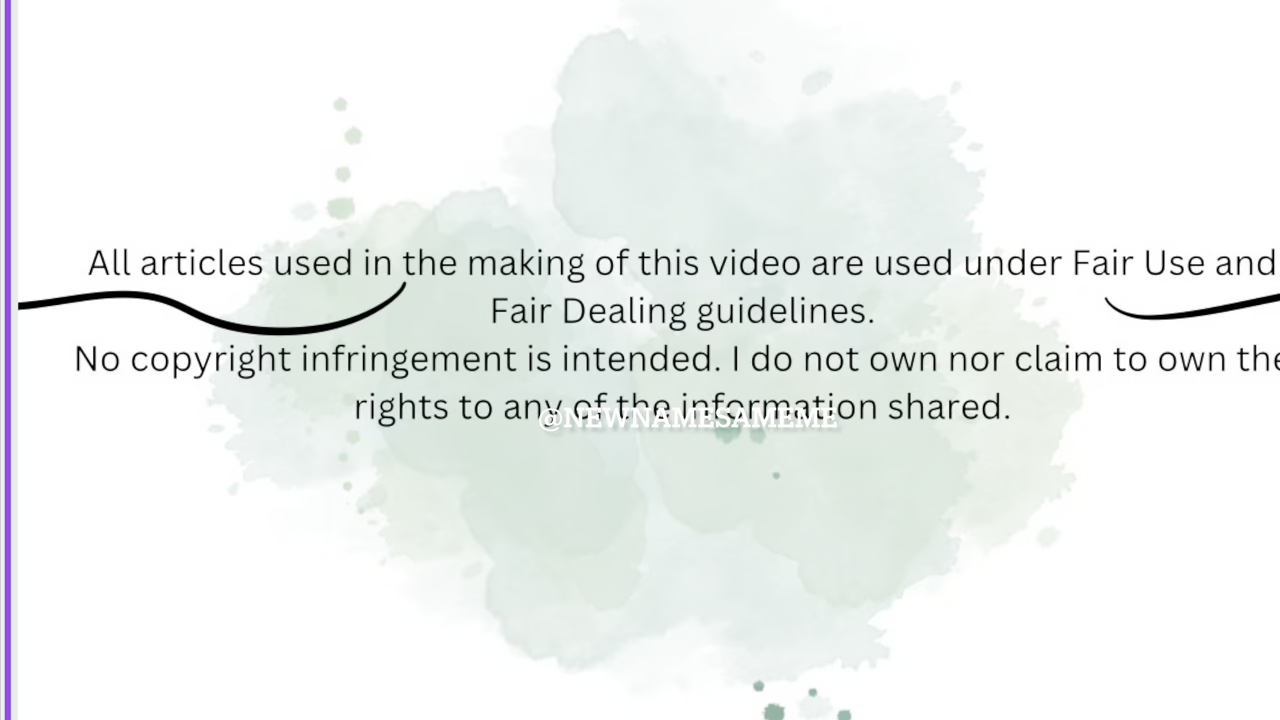 All articles used in the making of this video are used under Fair Use and
Fair Dealing guidelines.
No copyright infringement is intended. I do not own nor claim to own the
rights to any of the information shared.
@NEWNAMESAMEME